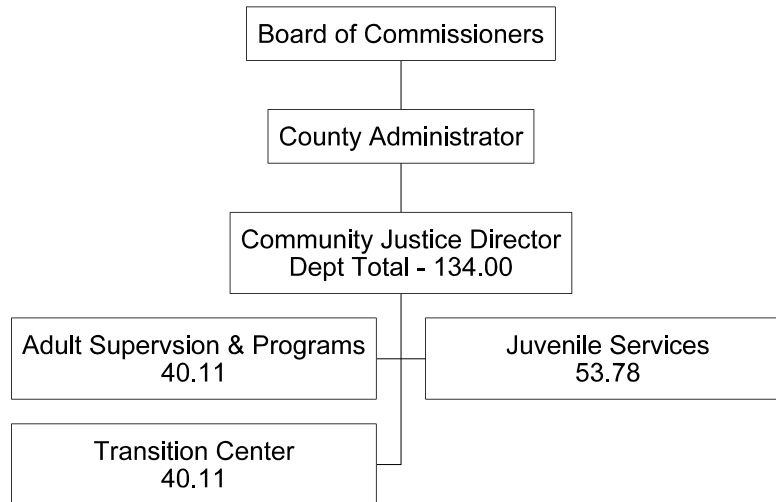 Board of Commissioners
County Administrator
Community Justice Director
Dept Total - 134.00
Adult Supervsion & Programs
40.11
Juvenile Services
53.78
Transition Center
40.11